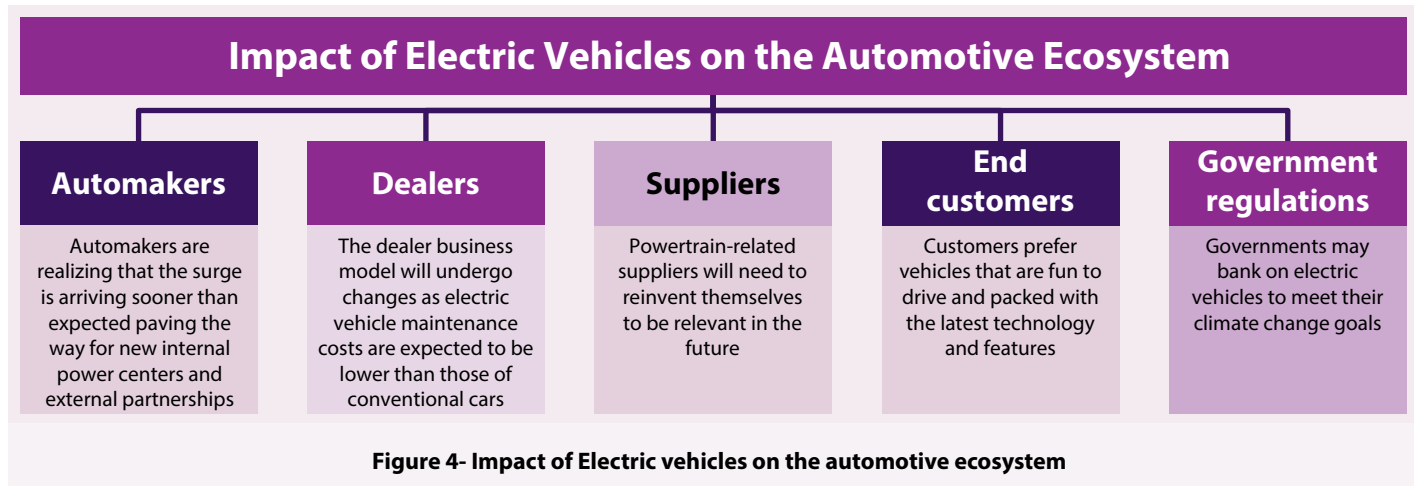 Impact of Electric Vehicles on the Automotive Ecosystem
Automakers
Automakers are
realizing that the surge
is arriving sooner than
expected paving the
way for new internal
power centers and
external partnerships
Dealers
The dealer business
model will undergo
changes as electric
vehicle maintenance
costs are expected to be
lower than those of
conventional cars
Suppliers
Powertrain-related
suppliers will need to
reinvent themselves
to be relevant in the
future
End
customers
Customers prefer
vehicles that are fun to
drive and packed with
the latest technology
and features
Government
regulations
Governments may
bank on electric
vehicles to meet their
climate change goals
Figure 4- Impact of Electric vehicles on the automotive ecosystem